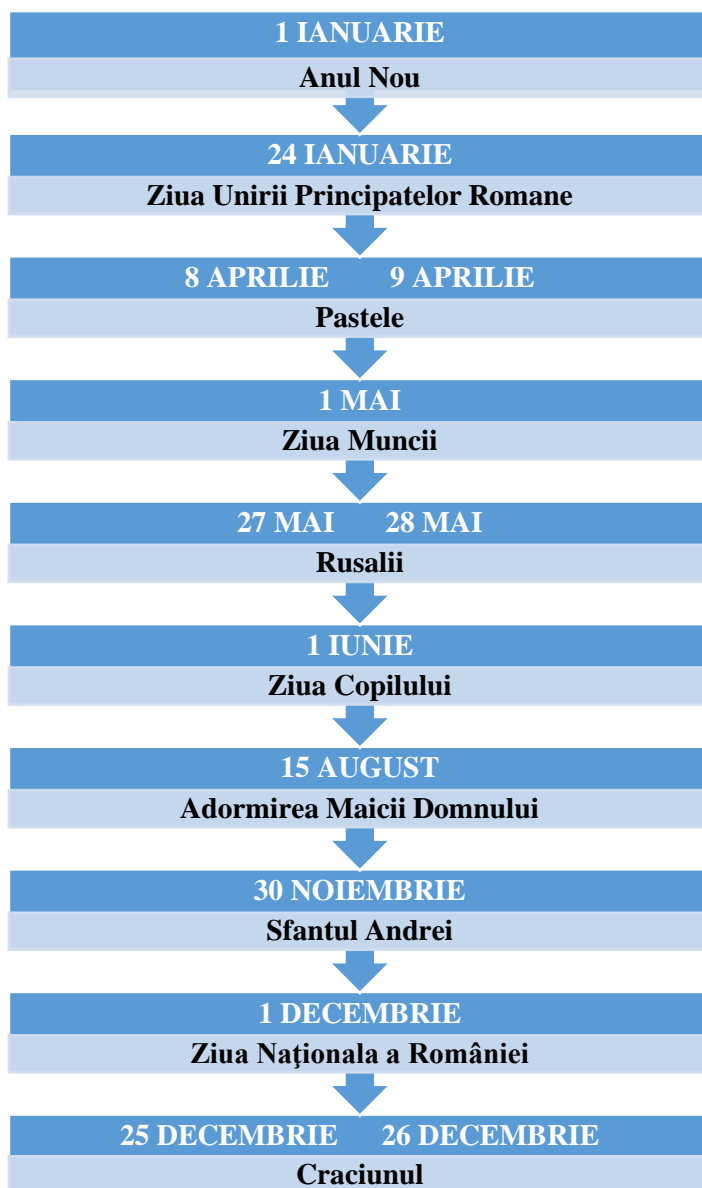 1 IANUARIE
Anul Nou
24 IANUARIE
Ziua Unirii Principatelor Romane
8 APRILIE 9 APRILIE
Pastele
1 MAI
Ziua Muncii
27 MAI 28 MAI
Rusalii
1 IUNIE
Ziua Copilului
15 AUGUST
Adormirea Maicii Domnului
30 NOIEMBRIE
Sfantul Andrei
1 DECEMBRIE
Ziua Naţionala a României
25 DECEMBRIE 26 DECEMBRIE
Craciunul